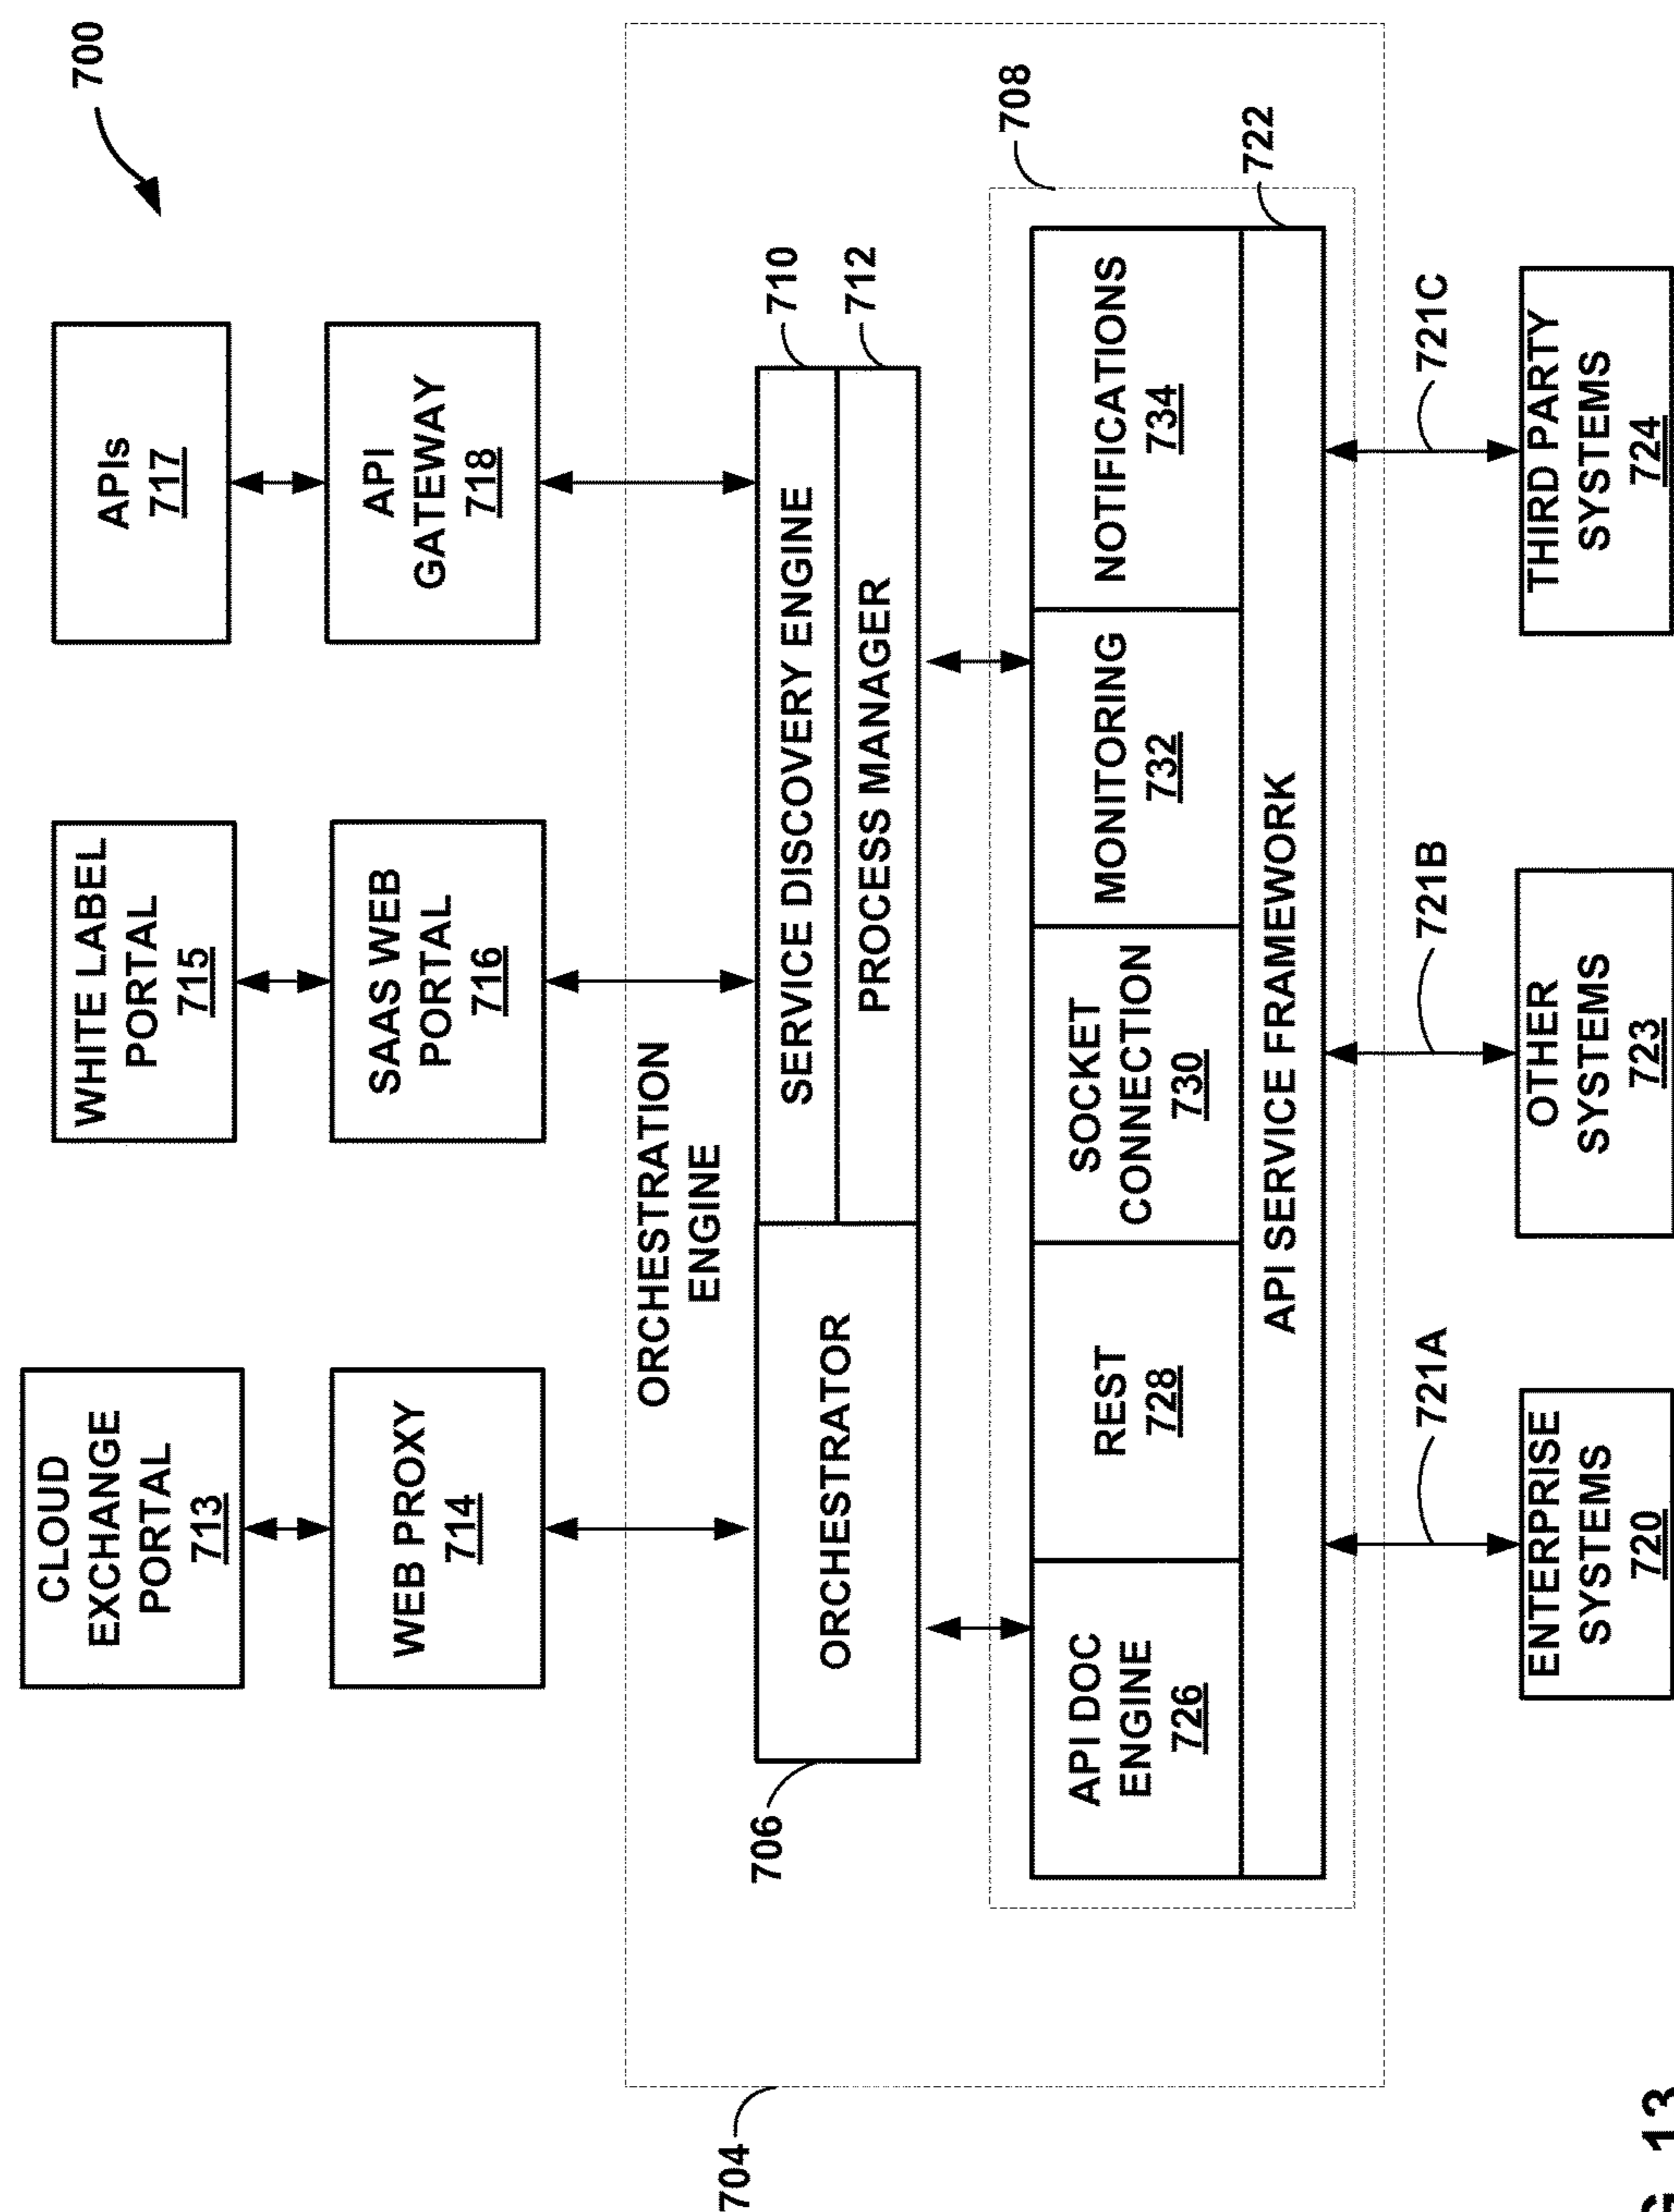 700
CLOUD
EXCHANGE
PORTAL
713
WHITE LABEL
PORTAL
715
APIs
717
WEB PROXY
714
SAAS WEB
PORTAL
716
API
GATEWAY
718
704
ORCHESTRATION
ENGINE
706
ORCHESTRATOR
SERVICE DISCOVERY ENGINE
710
PROCESS MANAGER
712
708
API DOC
ENGINE
726
REST
728
SOCKET
CONNECTION
730
MONITORING
732
NOTIFICATIONS
734
API SERVICE FRAMEWORK
722
721A
721B
721C
ENTERPRISE
SYSTEMS
720
OTHER
SYSTEMS
723
THIRD PARTY
SYSTEMS
724
13